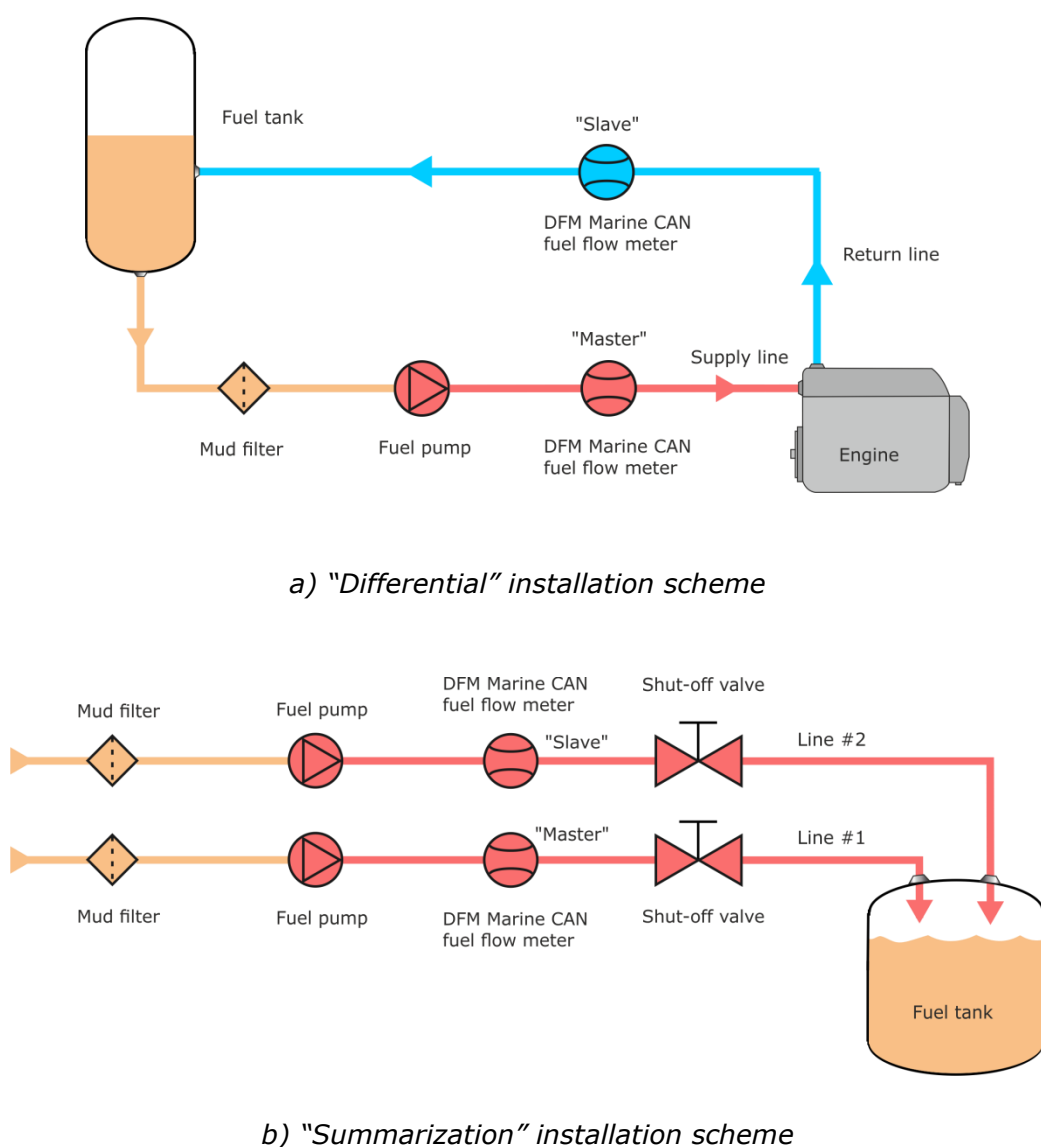 Fuel tank
"Slave"
DFM Marine CAN
fuel flow meter
Return line
"Master"
Supply line
Mud filter
Fuel pump
DFM Marine CAN
fuel flow meter
Engine
a) “Differential” installation scheme
DFM Marine CAN
fuel flow meter
Shut-off valve
Mud filter
Fuel pump
"Slave"
Line #2
"Master"
Line #1
Mud filter
Fuel pump
DFM Marine CAN
fuel flow meter
Shut-off valve
Fuel tank
b) “Summarization” installation scheme